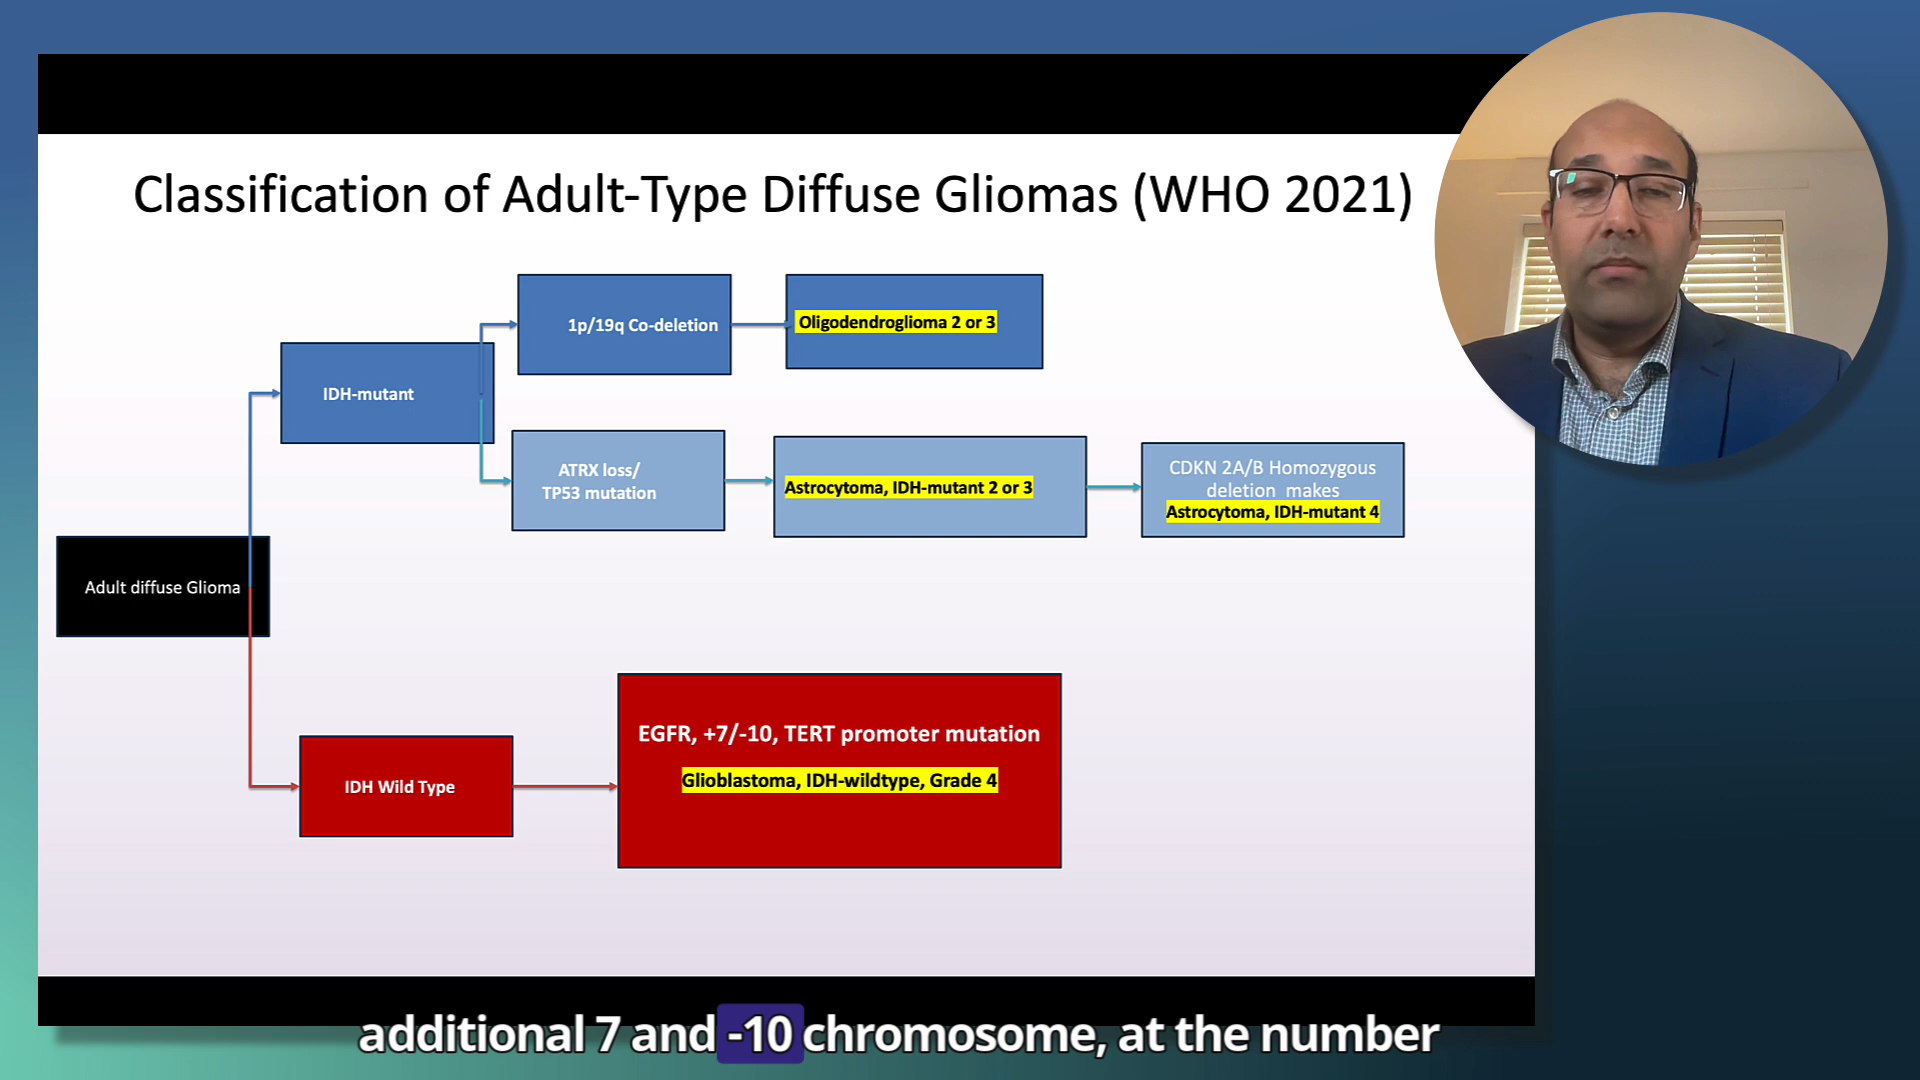 Classification of Adult-Type Diffuse Gliomas (WHO 2021)
1p/19q Co-deletion
Oligodendroglioma 2 or 3
IDH-mutant
ATRX loss/
TP53 mutation
Astrocytoma, IDH-mutant 2 or 3
CDKN 2A/B Homozygous
deletion makes
Astrocytoma, IDH-mutant 4
Adult diffuse Glioma
EGFR, +7/-10, TERT promoter mutation
Glioblastoma, IDH-wildtype, Grade 4
IDH Wild Type
additional 7 and -10 chromosome, at the number